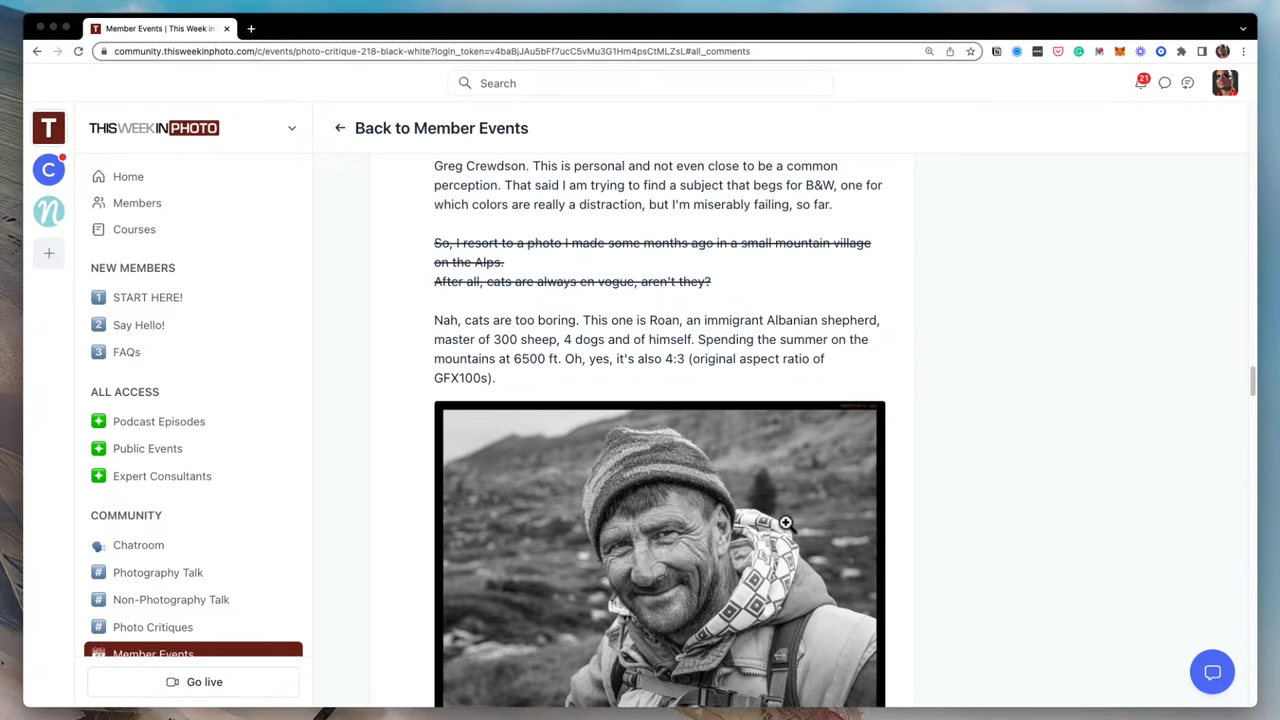 Member Events | This Week in
community.thisweekinphoto.com/c/events/photo-critique-218-black-white?login_token=v4baBjJAu5bFf7ucC5vMu3G1Hm4psCtMLZsL#all_comments
Search
21
T
THISWEEKINPHOTO
Back to Member Events
C
Home
Members
Courses
NEW MEMBERS
1 START HERE!
2 Say Hello!
3 FAQs
ALL ACCESS
Podcast Episodes
Public Events
Expert Consultants
COMMUNITY
Chatroom
# Photography Talk
# Non-Photography Talk
# Photo Critiques
Member Events
Go live
Greg Crewdson. This is personal and not even close to be a common
perception. That said I am trying to find a subject that begs for B&W, one for
which colors are really a distraction, but I'm miserably failing, so far.
So, I resort to a photo I made some months ago in a small mountain village
on the Alps.
After all, cats are always en vogue, aren't they?
Nah, cats are too boring. This one is Roan, an immigrant Albanian shepherd,
master of 300 sheep, 4 dogs and of himself. Spending the summer on the
mountains at 6500 ft. Oh, yes, it's also 4:3 (original aspect ratio of
GFX100s).